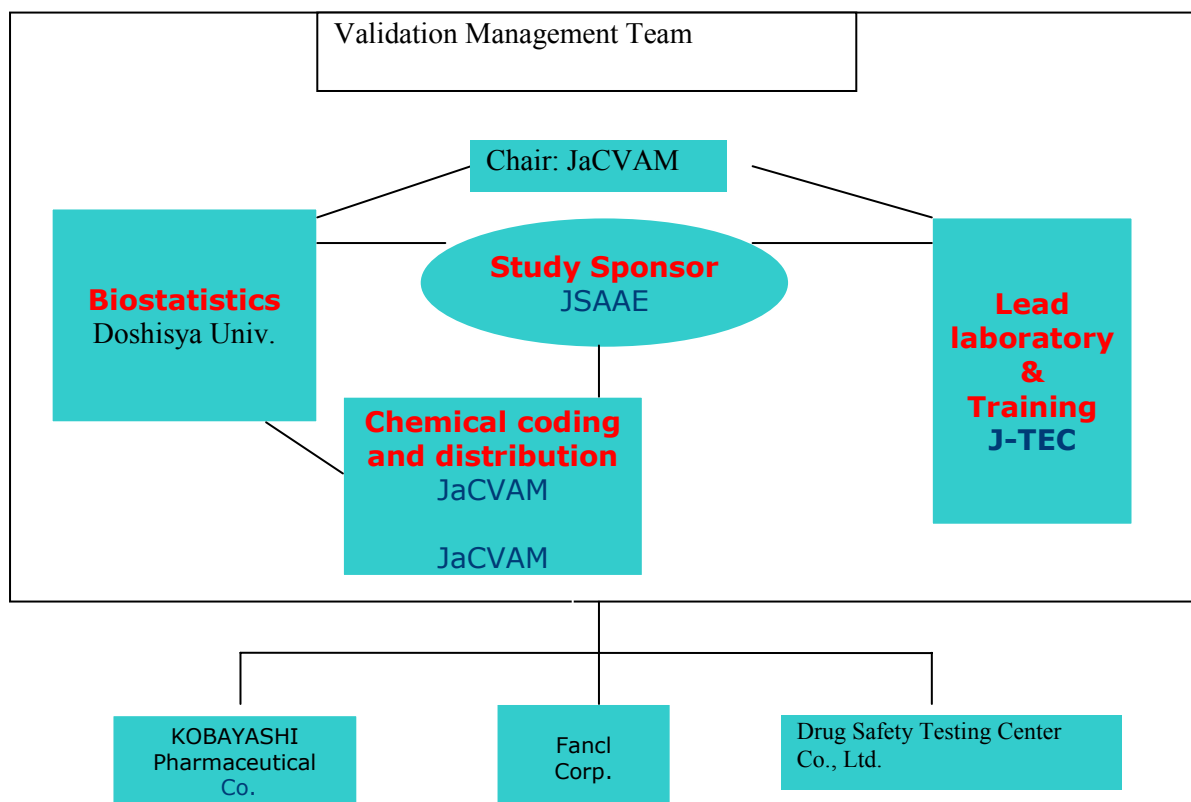 Validation Management Team
Chair: JaCVAM
Biostatistics
Doshisya Univ.
Study Sponsor
JSAAE
Lead
laboratory
&
Training
J-TEC
Chemical coding
and distribution
JaCVAM
JaCVAM
KOBAYASHI
Pharmaceutical
Co.
Fancl
Corp.
Drug Safety Testing Center
Co., Ltd.